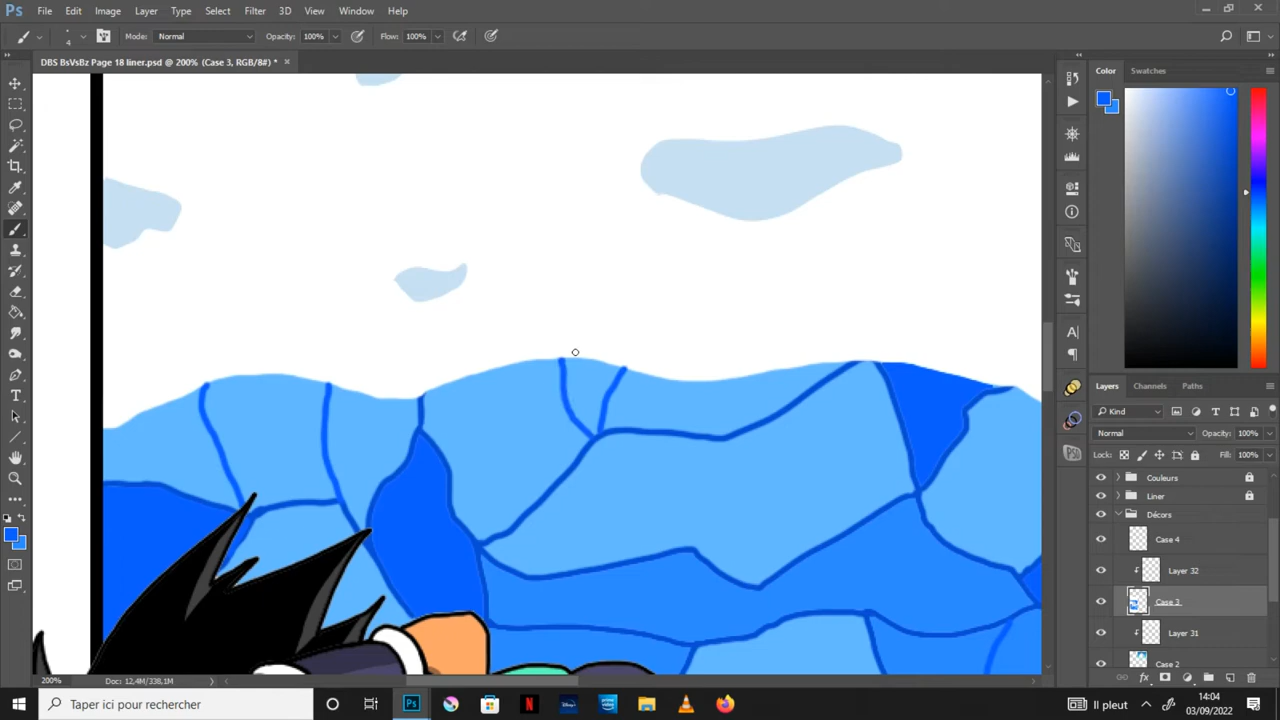 Ps File Edit Image Layer Type Select Filter 3D View Window Help
4 Mode: Normal Opacity: 100% Flow: 100%
DBS BsVsBz Page 18 liner.psd @ 200% (Case 3, RGB/8#) *
Color Swatches
Layers Channels Paths
Kind
Normal Opacity: 100%
Lock: Fill: 100%
Couleurs
Liner
Décors
Case 4
Layer 32
Case 3
Layer 31
Case 2
200% Doc: 12,4M/338,1M
Taper ici pour rechercher
Il pleut
14:04
03/09/2022